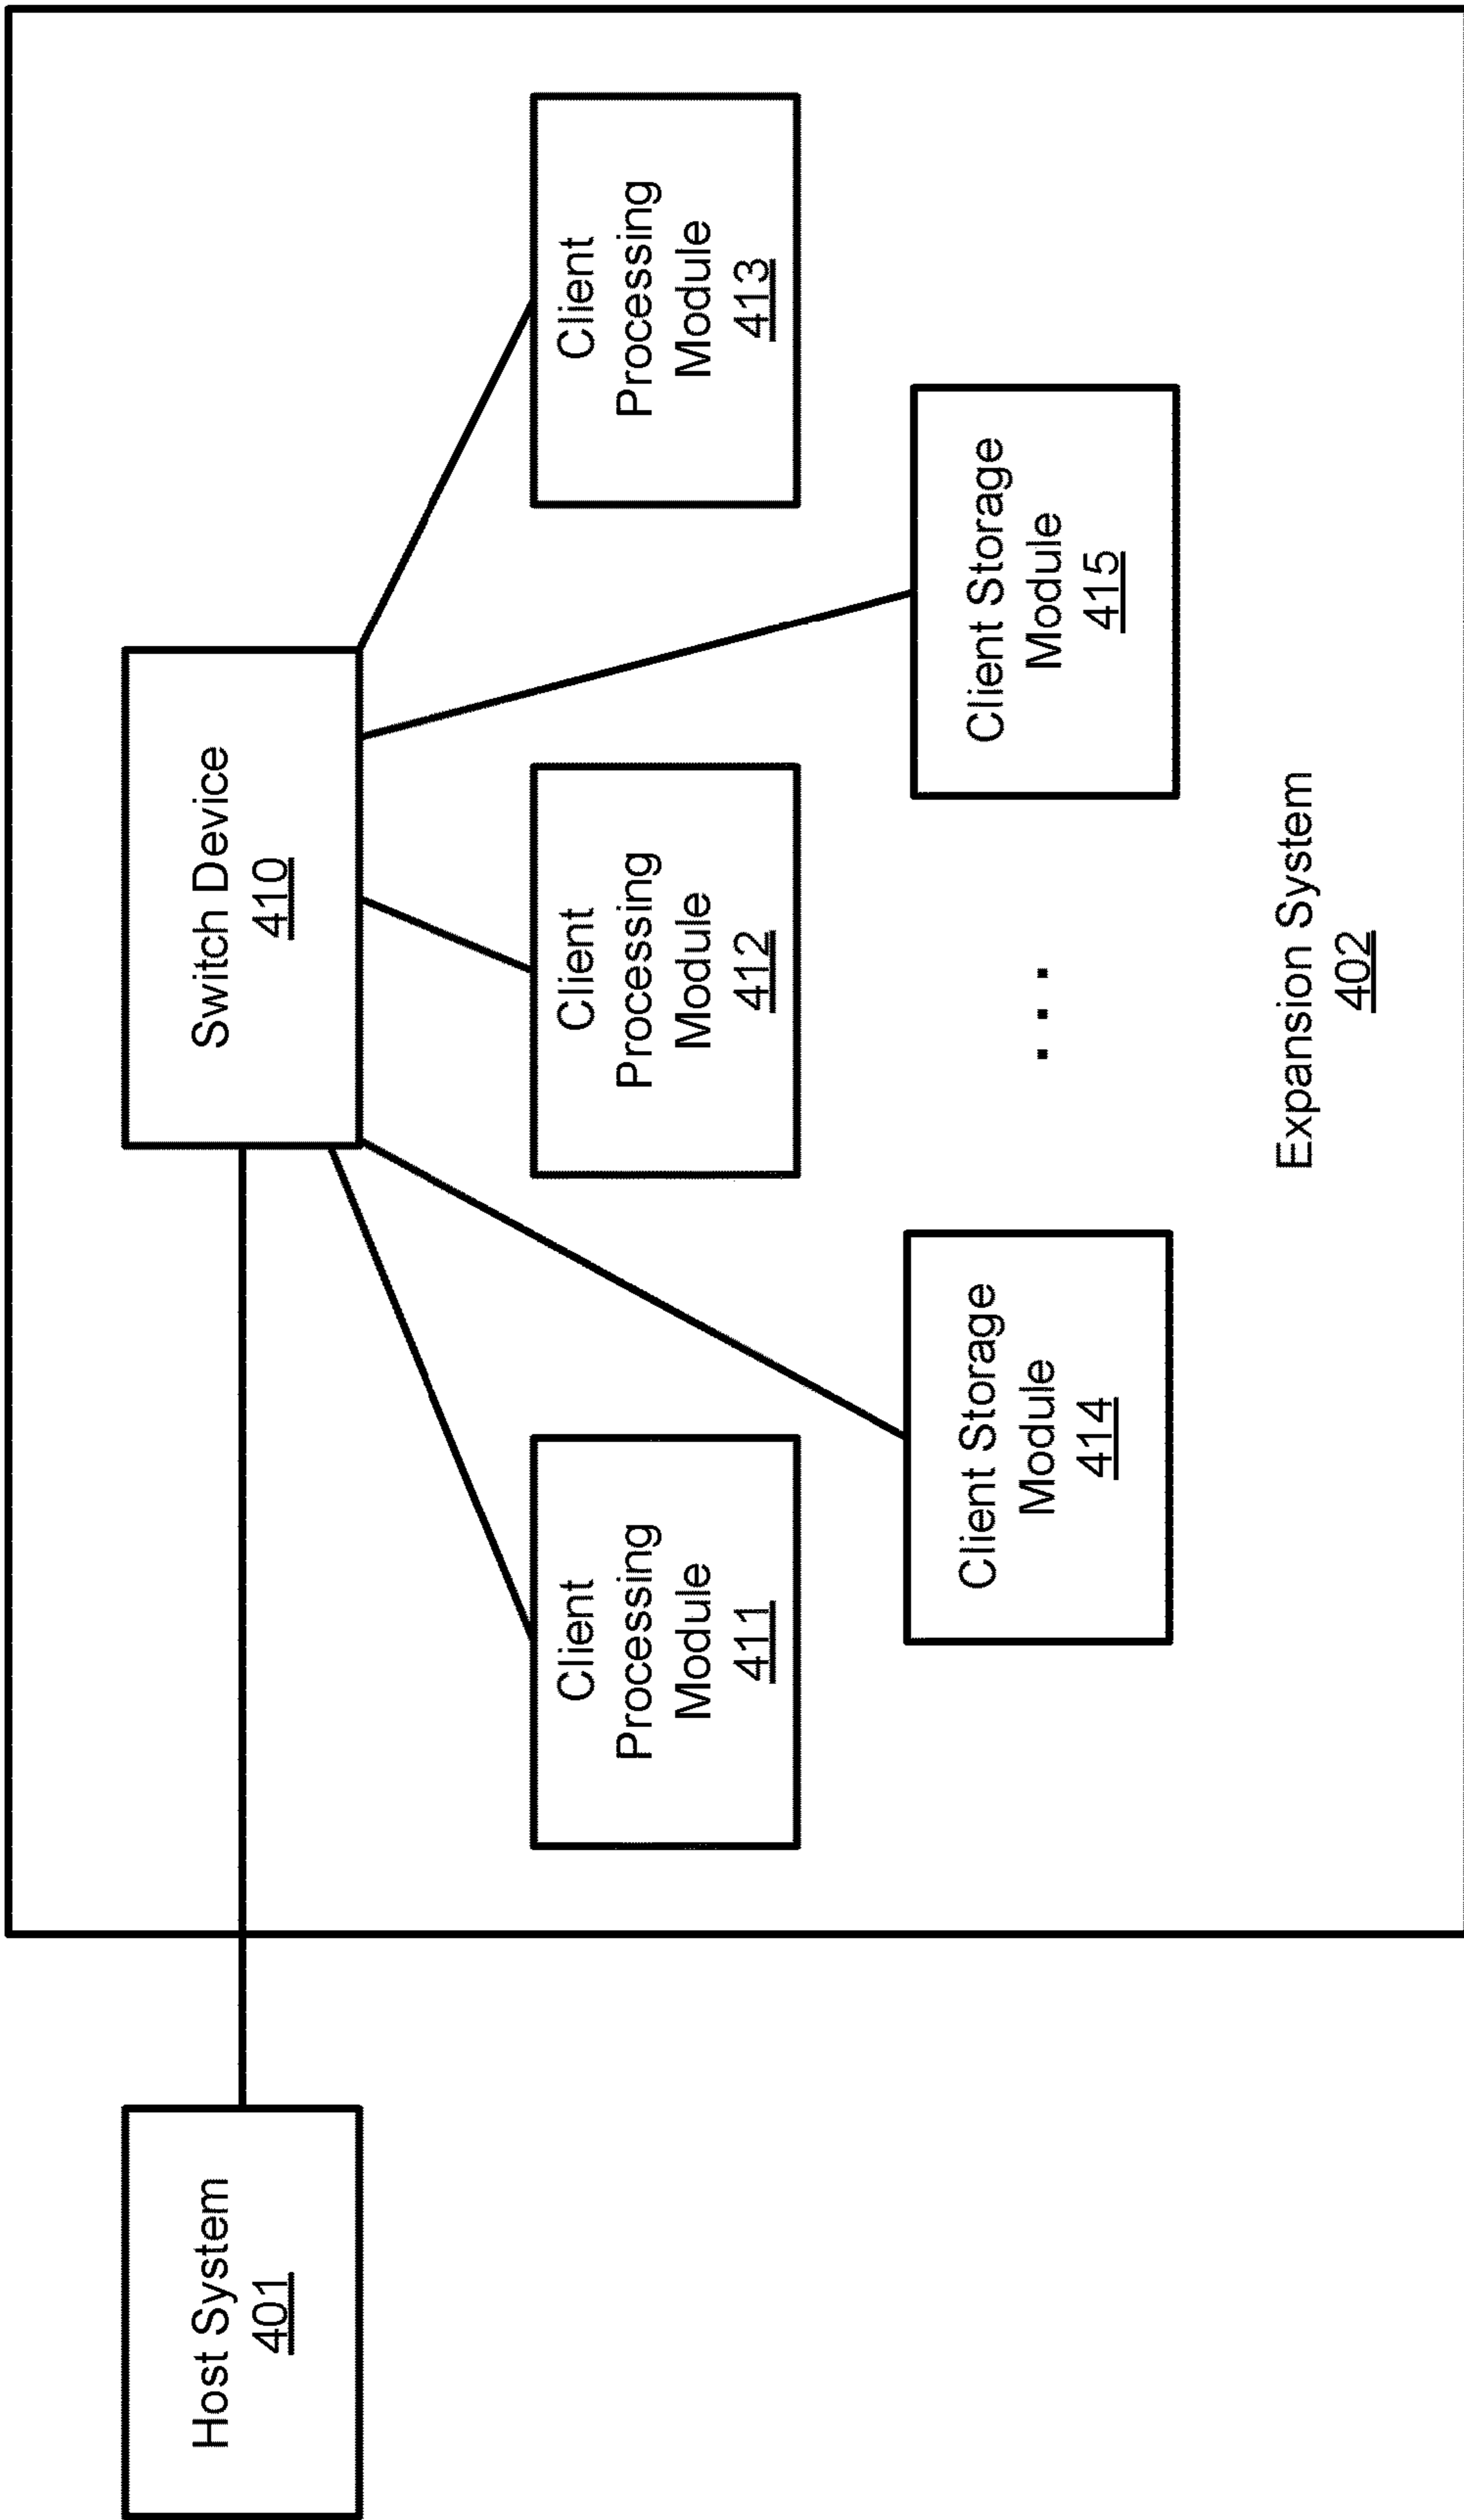 Host System
401
Switch Device
410
Client
Processing
Module
411
Client
Processing
Module
412
Client
Processing
Module
413
Client Storage
Module
414
. . .
Client Storage
Module
415
Expansion System
402